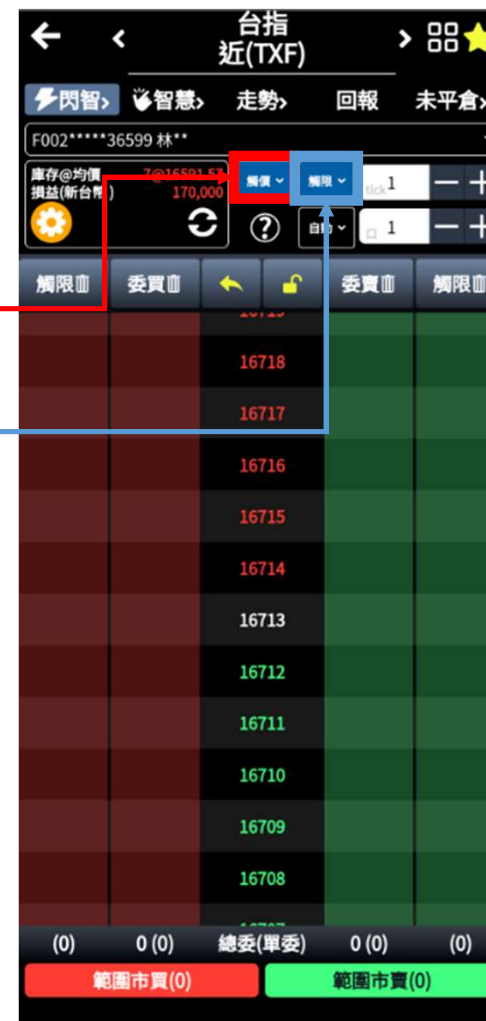 台指
近(TXF)
閃智› 智慧› 走勢› 回報 未平倉›
F002*****36599 林**
庫存@均價 7@16591.57
損益(新台幣) 170,000
觸價 觸限 tick 1
自動 口 1
觸限 委買 委賣 觸限
16718
16717
16716
16715
16714
16713
16712
16711
16710
16709
16708
(0) 0 (0) 總委(單委) 0 (0) (0)
範圍市買(0) 範圍市賣(0)